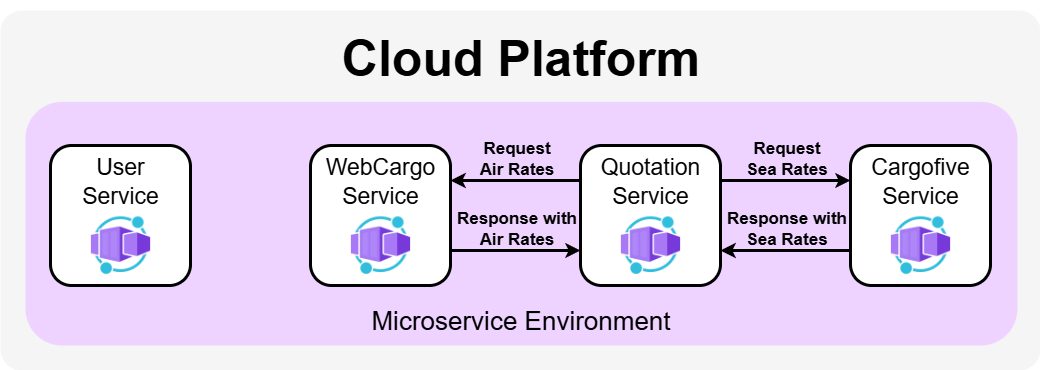 Cloud Platform
User
Service
WebCargo
Service
Request
Air Rates
Response with
Air Rates
Quotation
Service
Request
Sea Rates
Response with
Sea Rates
Cargofive
Service
Microservice Environment